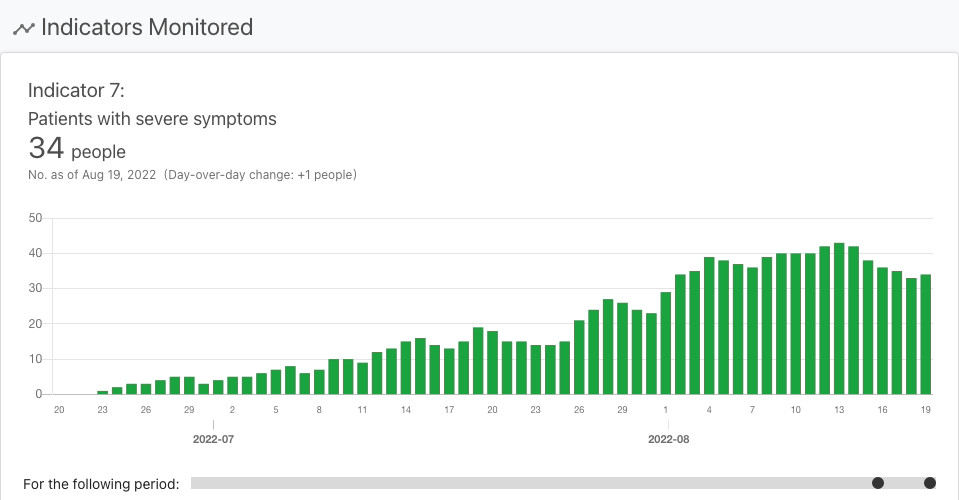 Indicators Monitored
Indicator 7:
Patients with severe symptoms
34 people
No. as of Aug 19, 2022 (Day-over-day change: +1 people)
50
40
30
20
10
0
20 23 26 29 2 5 8 11 14 17 20 23 26 29 1 4 7 10 13 16 19
2022-07 2022-08
For the following period: